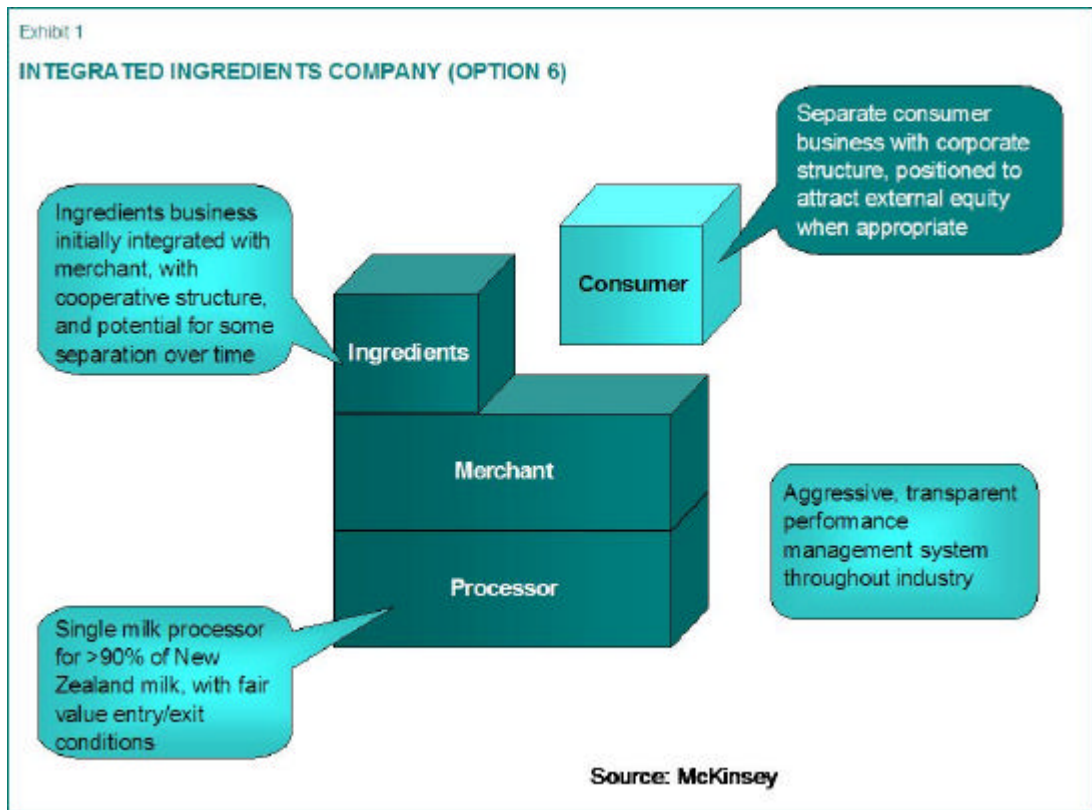 Exhibit 1
INTEGRATED INGREDIENTS COMPANY (OPTION 6)
Separate consumer
business with corporate
structure, positioned to
attract external equity
when appropriate
Ingredients business
initially integrated with
merchant, with
cooperative structure,
and potential for some
separation over time
Consumer
Ingredients
Merchant
Aggressive, transparent
performance
management system
throughout industry
Processor
Single milk processor
for >90% of New
Zealand milk, with fair
value entry/exit
conditions
Source: McKinsey